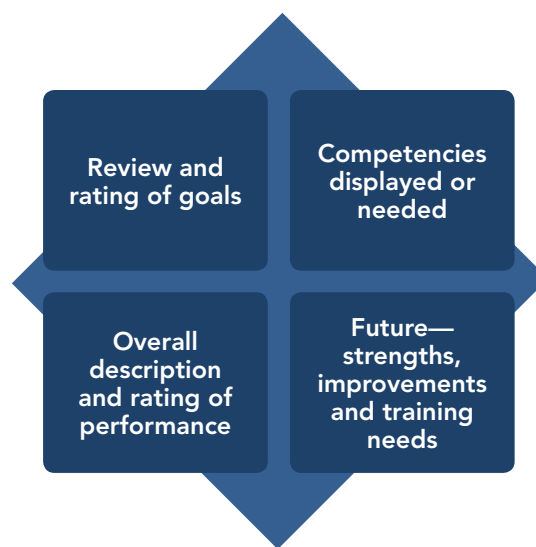 Review and
rating of goals
Competencies
displayed or
needed
Overall
description
and rating of
performance
Future—
strengths,
improvements
and training
needs